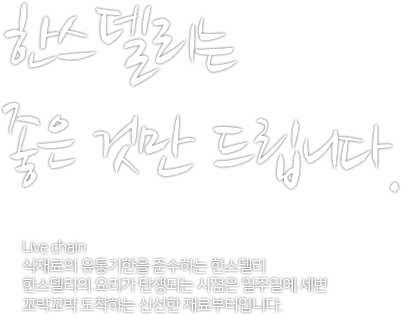 한스델리는
좋은 것만 드립니다.
Live chain
식재료의 유통기한을 준수하는 한스델리
한스델리의 요리가 탄생되는 시점은 일주일에 세번
꼬박꼬박 도착하는 신선한 재료부터입니다.